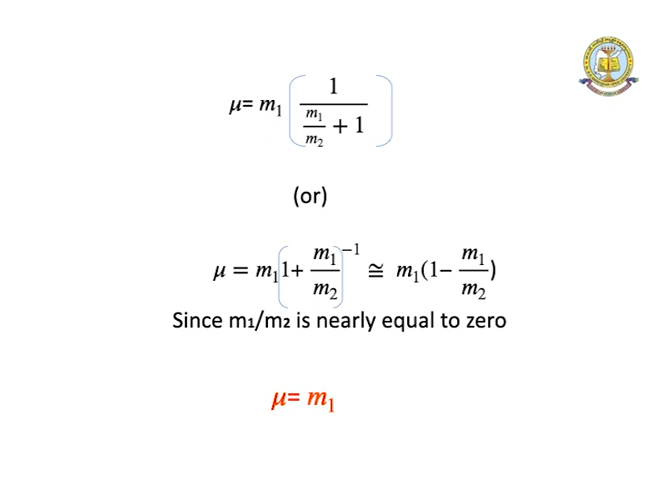 μ= m₁ ( 1 / (m₁/m₂ + 1) )
(or)
μ = m₁(1+ m₁/m₂)⁻¹ ≅ m₁(1− m₁/m₂)
Since m₁/m₂ is nearly equal to zero
μ= m₁